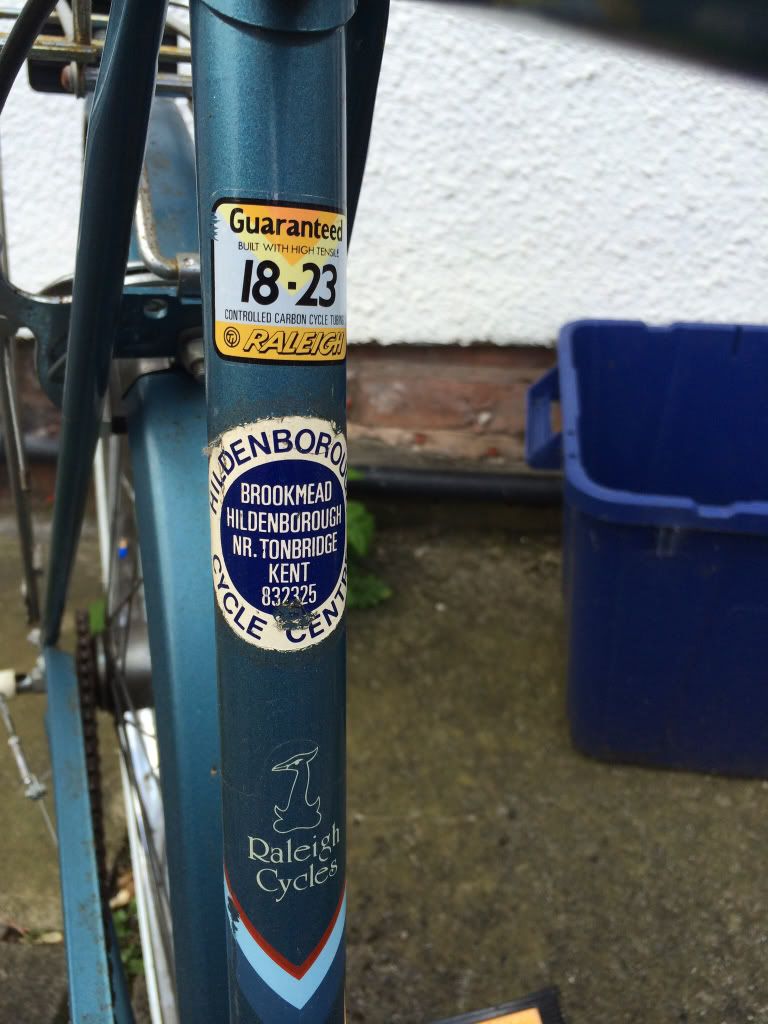 Guaranteed
BUILT WITH HIGH TENSILE
18-23
CONTROLLED CARBON CYCLE TUBING
RALEIGH
HILDENBOROU
BROOKMEAD
HILDENBOROUGH
NR. TONBRIDGE
KENT
832325
CYCLE CENTR
Raleigh
Cycles